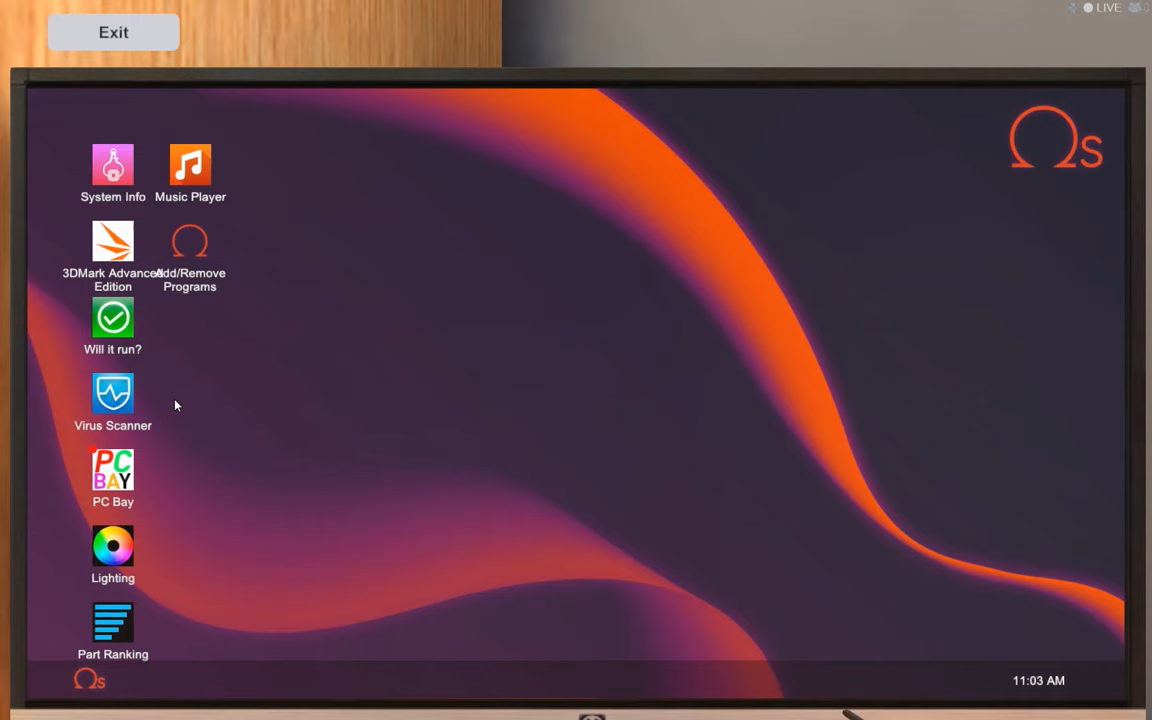 Exit
LIVE
Ωs
System Info
Music Player
3DMark Advanced
Edition
Add/Remove
Programs
Will it run?
Virus Scanner
PC
BAY
PC Bay
Lighting
Part Ranking
Ωs
11:03 AM